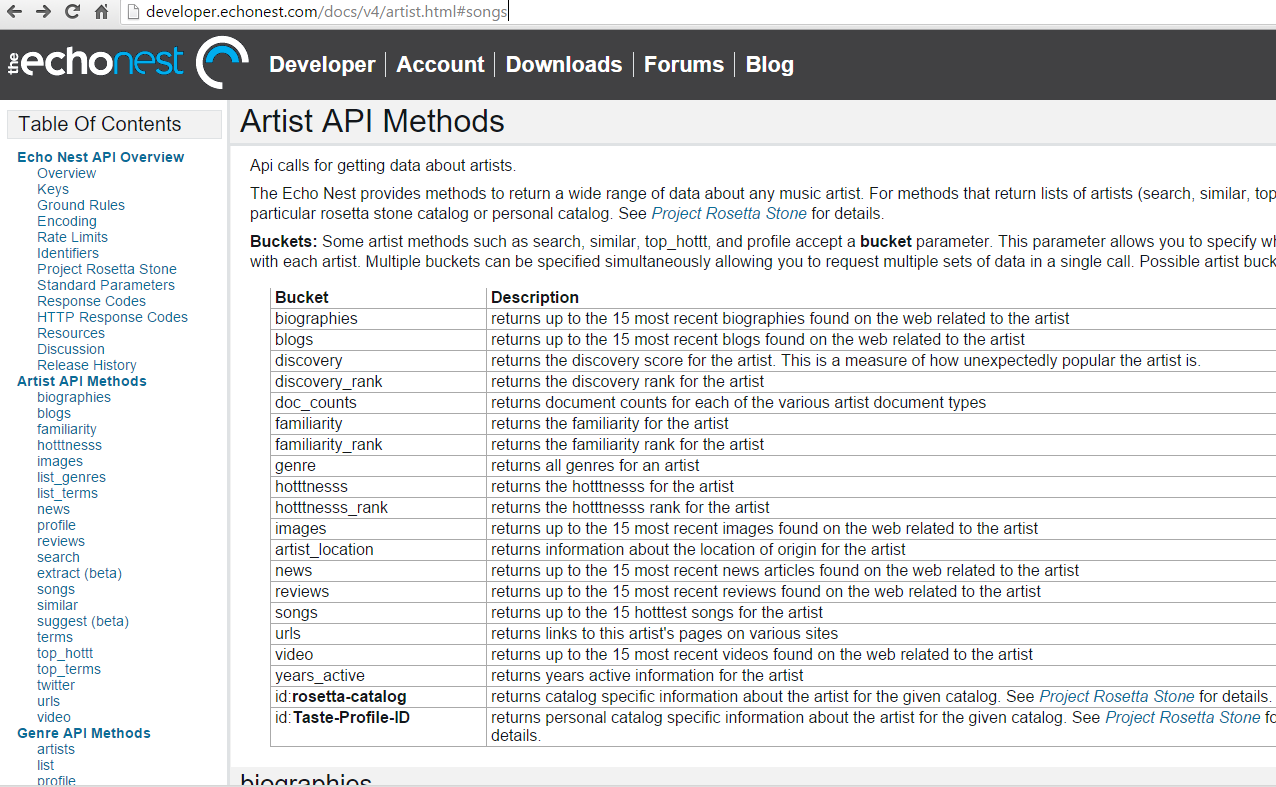 developer.echonest.com/docs/v4/artist.html#songs
the echonest Developer Account Downloads Forums Blog
Table Of Contents
Echo Nest API Overview
Overview
Keys
Ground Rules
Encoding
Rate Limits
Identifiers
Project Rosetta Stone
Standard Parameters
Response Codes
HTTP Response Codes
Resources
Discussion
Release History
Artist API Methods
biographies
blogs
familiarity
hotttnesss
images
list_genres
list_terms
news
profile
reviews
search
extract (beta)
songs
similar
suggest (beta)
terms
top_hottt
top_terms
twitter
urls
video
Genre API Methods
artists
list
profile
Artist API Methods
Api calls for getting data about artists.
The Echo Nest provides methods to return a wide range of data about any music artist. For methods that return lists of artists (search, similar, top
particular rosetta stone catalog or personal catalog. See Project Rosetta Stone for details.
Buckets: Some artist methods such as search, similar, top_hottt, and profile accept a bucket parameter. This parameter allows you to specify wh
with each artist. Multiple buckets can be specified simultaneously allowing you to request multiple sets of data in a single call. Possible artist buck
Bucket Description
biographies returns up to the 15 most recent biographies found on the web related to the artist
blogs returns up to the 15 most recent blogs found on the web related to the artist
discovery returns the discovery score for the artist. This is a measure of how unexpectedly popular the artist is.
discovery_rank returns the discovery rank for the artist
doc_counts returns document counts for each of the various artist document types
familiarity returns the familiarity for the artist
familiarity_rank returns the familiarity rank for the artist
genre returns all genres for an artist
hotttnesss returns the hotttnesss for the artist
hotttnesss_rank returns the hotttnesss rank for the artist
images returns up to the 15 most recent images found on the web related to the artist
artist_location returns information about the location of origin for the artist
news returns up to the 15 most recent news articles found on the web related to the artist
reviews returns up to the 15 most recent reviews found on the web related to the artist
songs returns up to the 15 hotttest songs for the artist
urls returns links to this artist's pages on various sites
video returns up to the 15 most recent videos found on the web related to the artist
years_active returns years active information for the artist
id:rosetta-catalog returns catalog specific information about the artist for the given catalog. See Project Rosetta Stone for details.
id:Taste-Profile-ID returns personal catalog specific information about the artist for the given catalog. See Project Rosetta Stone fo
details.
biographies